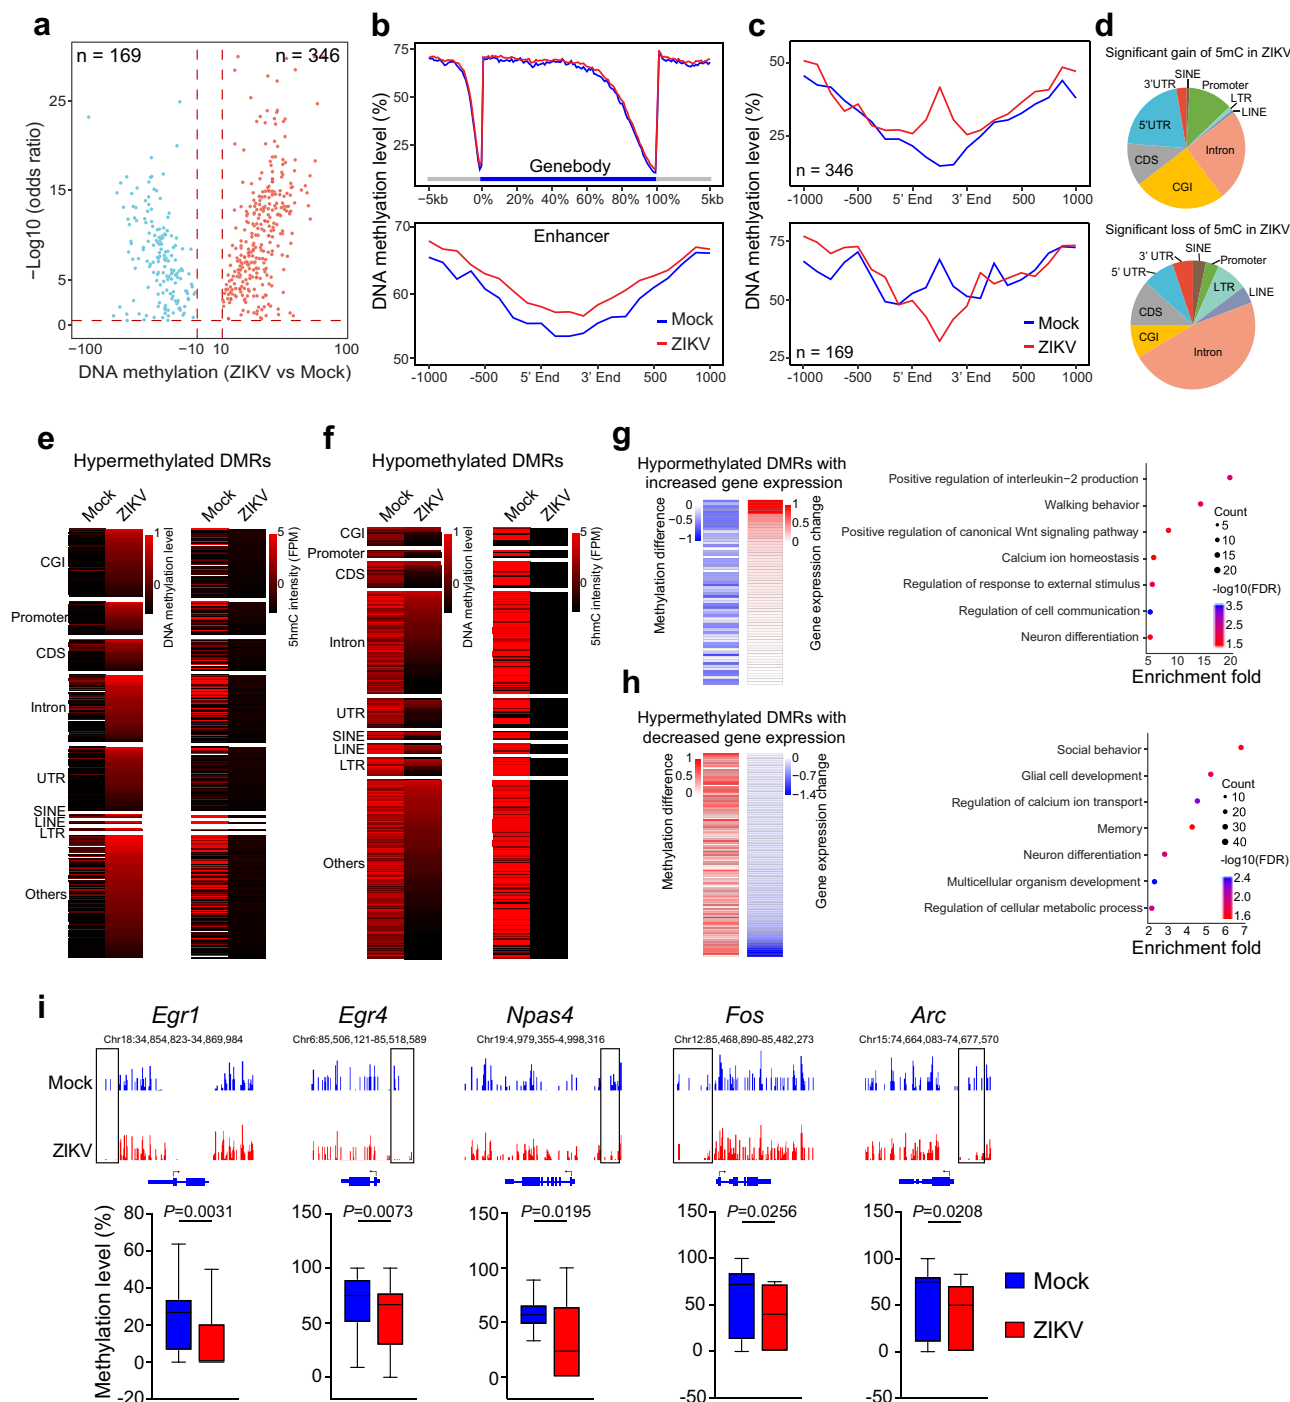 a
n = 169
n = 346
−Log10 (odds ratio)
25
15
5
0
−100
−10
10
100
DNA methylation (ZIKV vs Mock)
b
DNA methlyation level (%)
75
50
25
Genebody
−5kb
0%
20%
40%
60%
80%
100%
5kb
Enhancer
70
60
50
Mock
ZIKV
-1000
-500
5’ End
3’ End
500
1000
c
DNA methlyation level (%)
50
25
n = 346
-1000
-500
5’ End
3’ End
500
1000
75
50
25
n = 169
Mock
ZIKV
-1000
-500
5’ End
3’ End
500
1000
d
Significant gain of 5mC in ZIKV
SINE
3’UTR
Promoter
LTR
LINE
5’UTR
Intron
CDS
CGI
Significant loss of 5mC in ZIKV
SINE
3’ UTR
Promoter
5’ UTR
LTR
LINE
CDS
CGI
Intron
e
Hypermethylated DMRs
Mock
ZIKV
Mock
ZIKV
1
0
DNA methylation level
5
0
5hmC intensity (FPM)
CGI
Promoter
CDS
Intron
UTR
SINE
LINE
LTR
Others
f
Hypomethylated DMRs
Mock
ZIKV
Mock
ZIKV
1
0
DNA methylation level
5
0
5hmC intensity (FPM)
CGI
Promoter
CDS
Intron
UTR
SINE
LINE
LTR
Others
g
Hypormethylated DMRs with
increased gene expression
Methylation difference
0
−0.5
−1
1
0.5
0
Gene expression change
Positive regulation of interleukin−2 production
Walking behavior
Positive regulation of canonical Wnt signaling pathway
Calcium ion homeostasis
Regulation of response to external stimulus
Regulation of cell communication
Neuron differentiation
Count
5
10
15
20
-log10(FDR)
3.5
2.5
1.5
5
10
15
20
Enrichment fold
h
Hypermethylated DMRs with
decreased gene expression
Methylation difference
1
0.5
0
0
−0.7
−1.4
Gene expression change
Social behavior
Glial cell development
Regulation of calcium ion transport
Memory
Neuron differentiation
Multicellular organism development
Regulation of cellular metabolic process
Count
10
20
30
40
-log10(FDR)
2.4
2.0
1.6
2
3
4
5
6
7
Enrichment fold
i
Egr1
Egr4
Npas4
Fos
Arc
Chr18:34,854,823-34,869,984
Chr6:85,506,121-85,518,589
Chr19:4,979,355-4,998,316
Chr12:85,468,890-85,482,273
Chr15:74,664,083-74,677,570
Mock
ZIKV
Methylation level (%)
P=0.0031
80
60
40
20
0
-20
P=0.0073
150
100
50
0
P=0.0195
150
100
50
0
P=0.0256
150
100
50
0
-50
P=0.0208
150
100
50
0
-50
Mock
ZIKV